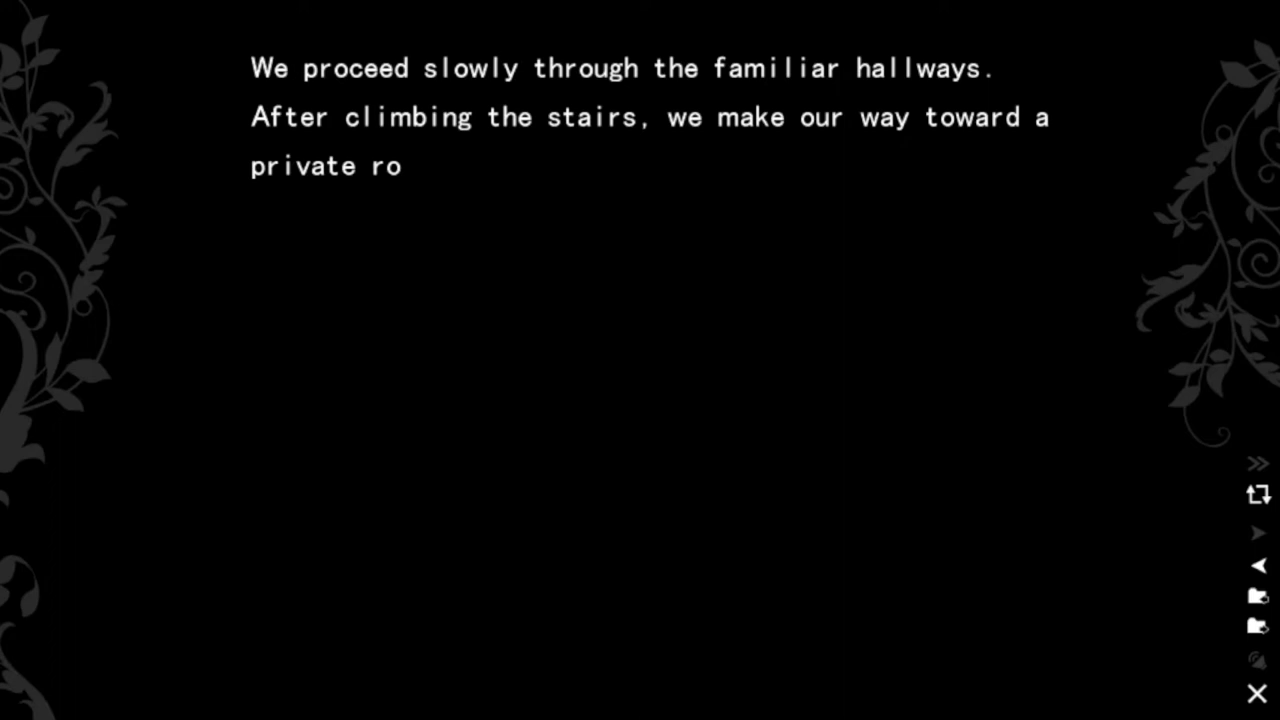 We proceed slowly through the familiar hallways.
After climbing the stairs, we make our way toward a
private ro